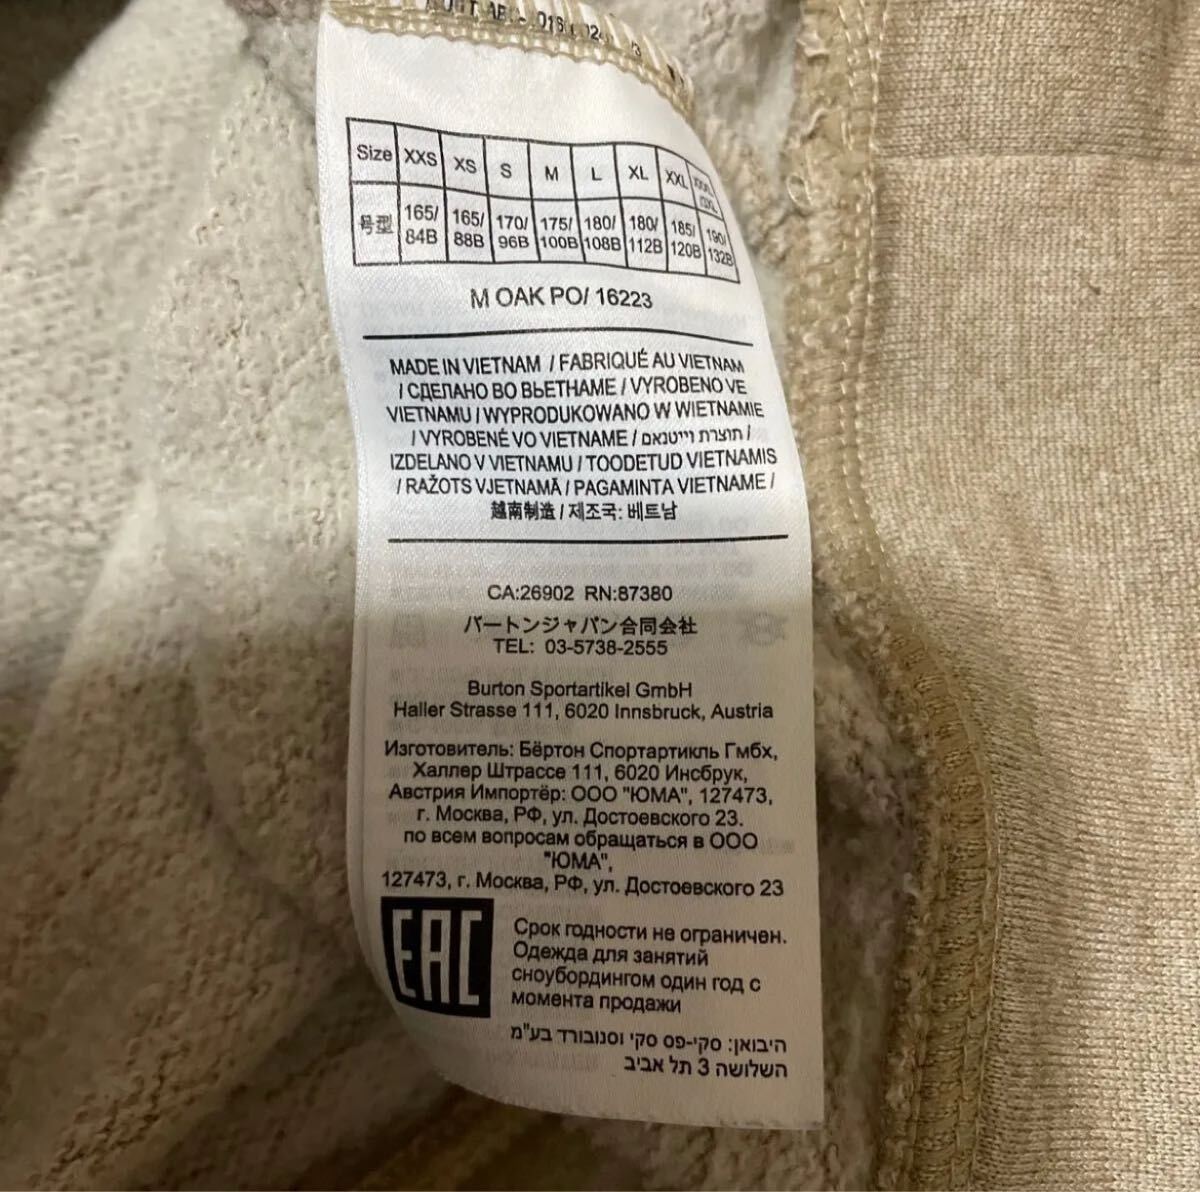 Size XXS XS S M L XL XXL
号型 165/84B 165/88B 170/96B 175/100B 180/108B 180/112B 185/120B 190/132B
M OAK PO/ 16223
MADE IN VIETNAM / FABRIQUÉ AU VIETNAM
/ СДЕЛАНО ВО ВЬЕТНАМЕ / VYROBENO VE
VIETNAMU / WYPRODUKOWANO W WIETNAMIE
/ VYROBENÉ VO VIETNAME / תוצרת וייטנאם /
IZDELANO V VIETNAMU / TOODETUD VIETNAMIS
/ RAŽOTS VJETNAMĀ / PAGAMINTA VIETNAME /
越南制造 / 제조국: 베트남
CA:26902 RN:87380
バートンジャパン合同会社
TEL: 03-5738-2555
Burton Sportartikel GmbH
Haller Strasse 111, 6020 Innsbruck, Austria
Изготовитель: Бёртон Спортартикль Гмбх,
Халлер Штрассе 111, 6020 Инсбрук,
Австрия Импортёр: ООО "ЮМА", 127473,
г. Москва, РФ, ул. Достоевского 23.
по всем вопросам обращаться в ООО
"ЮМА",
127473, г. Москва, РФ, ул. Достоевского 23
EAC
Срок годности не ограничен.
Одежда для занятий
сноубордингом один год с
момента продажи
היבואן: סקי-פס סקי וסנובורד בע"מ
השלושה 3 תל אביב